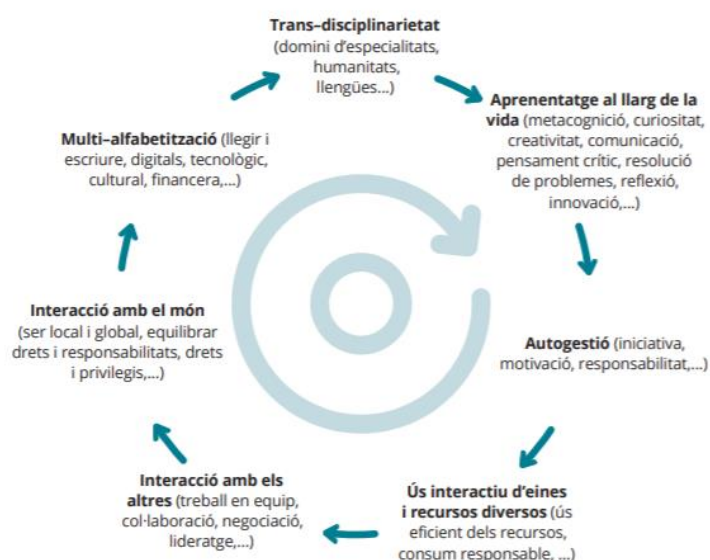 Trans–disciplinarietat
(domini d'especialitats,
humanitats,
llengües...)
Aprenentatge al llarg de la
vida (metacognició, curiositat,
creativitat, comunicació,
pensament crític, resolució
de problemes, reflexió,
innovació,...)
Autogestió (iniciativa,
motivació, responsabilitat,...)
Ús interactiu d'eines
i recursos diversos (ús
eficient dels recursos,
consum responsable, ...)
Interacció amb els
altres (treball en equip,
col·laboració, negociació,
lideratge,...)
Interacció amb el món
(ser local i global, equilibrar
drets i responsabilitats, drets
i privilegis,...)
Multi–alfabetització (llegir i
escriure, digitals, tecnològic,
cultural, financera,...)